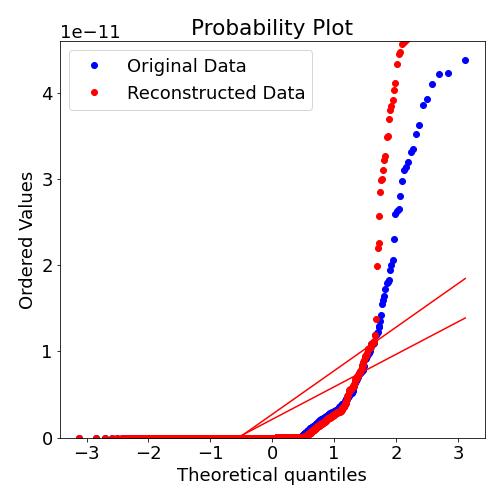 Probability Plot
1e−11
Original Data
Reconstructed Data
Ordered Values
4
3
2
1
0
−3 −2 −1 0 1 2 3
Theoretical quantiles